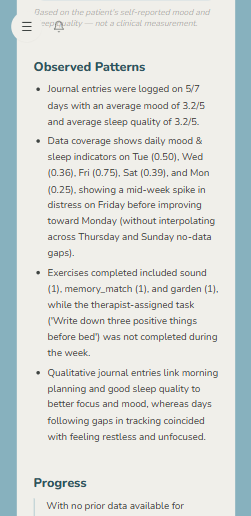 Based on the patient's self-reported mood and
sleep quality — not a clinical measurement.
Observed Patterns
• Journal entries were logged on 5/7
days with an average mood of 3.2/5
and average sleep quality of 3.2/5.
• Data coverage shows daily mood &
sleep indicators on Tue (0.50), Wed
(0.36), Fri (0.75), Sat (0.39), and Mon
(0.25), showing a mid-week spike in
distress on Friday before improving
toward Monday (without interpolating
across Thursday and Sunday no-data
gaps).
• Exercises completed included sound
(1), memory_match (1), and garden (1),
while the therapist-assigned task
('Write down three positive things
before bed') was not completed during
the week.
• Qualitative journal entries link morning
planning and good sleep quality to
better focus and mood, whereas days
following gaps in tracking coincided
with feeling restless and unfocused.
Progress
With no prior data available for